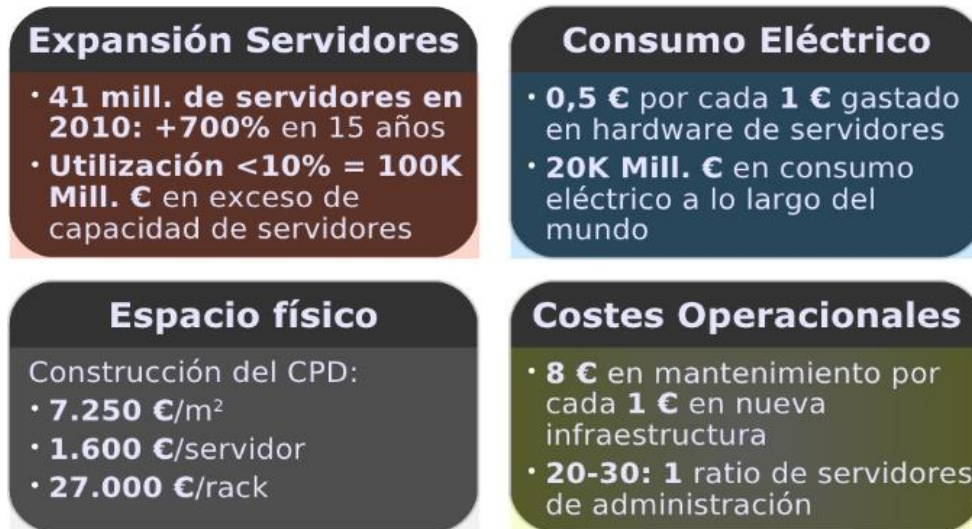 Expansión Servidores
• 41 mill. de servidores en
2010: +700% en 15 años
• Utilización <10% = 100K
Mill. € en exceso de
capacidad de servidores
Consumo Eléctrico
• 0,5 € por cada 1 € gastado
en hardware de servidores
• 20K Mill. € en consumo
eléctrico a lo largo del
mundo
Espacio físico
Construcción del CPD:
• 7.250 €/m²
• 1.600 €/servidor
• 27.000 €/rack
Costes Operacionales
• 8 € en mantenimiento por
cada 1 € en nueva
infraestructura
• 20-30: 1 ratio de servidores
de administración